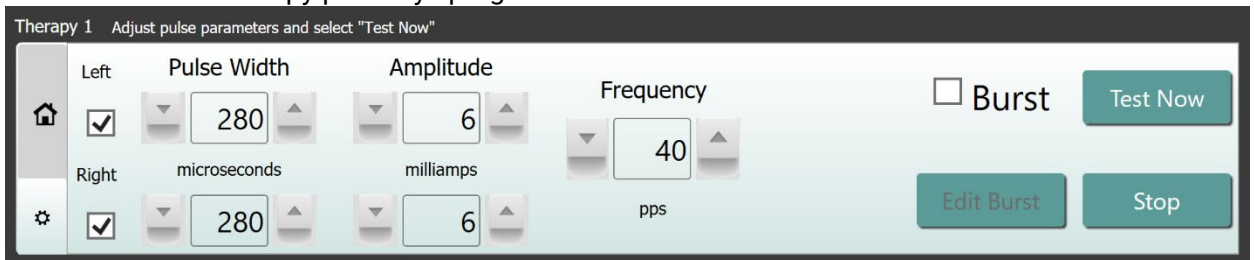 Therapy 1 Adjust pulse parameters and select "Test Now"
Left Pulse Width Amplitude
Frequency
Burst Test Now
280 6
40
Right microseconds milliamps
pps
Edit Burst Stop
280 6